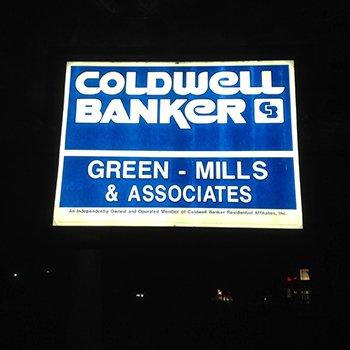 COLDWELL
BANKER CB
GREEN - MILLS
& ASSOCIATES
An Independently Owned and Operated Member of Coldwell Banker Residential Affiliates, Inc.